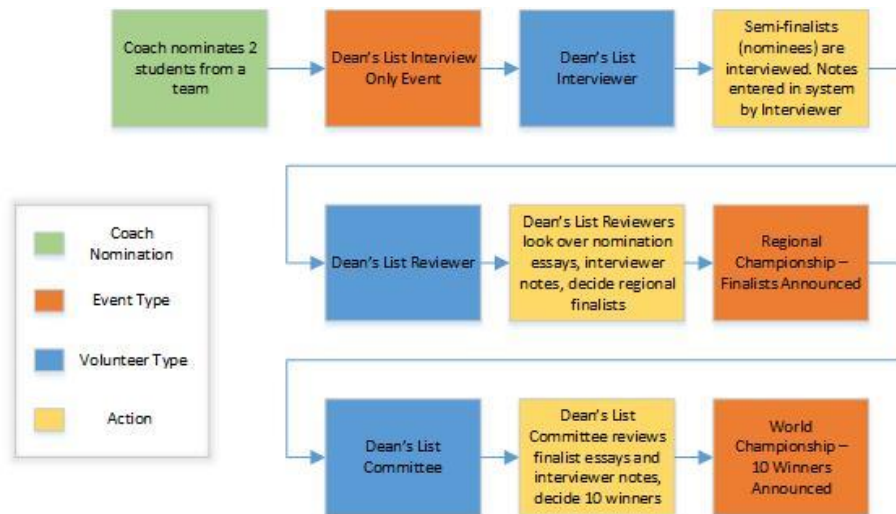 Coach nominates 2
students from a
team
Dean's List Interview
Only Event
Dean's List
Interviewer
Semi-finalists
(nominees) are
interviewed. Notes
entered in system
by Interviewer
Dean's List Reviewer
Dean's List Reviewers
look over nomination
essays, interviewer
notes, decide regional
finalists
Regional
Championship –
Finalists Announced
Coach
Nomination
Event Type
Volunteer Type
Action
Dean's List
Committee
Dean's List
Committee reviews
finalist essays and
interviewer notes,
decide 10 winners
World
Championship –
10 Winners
Announced